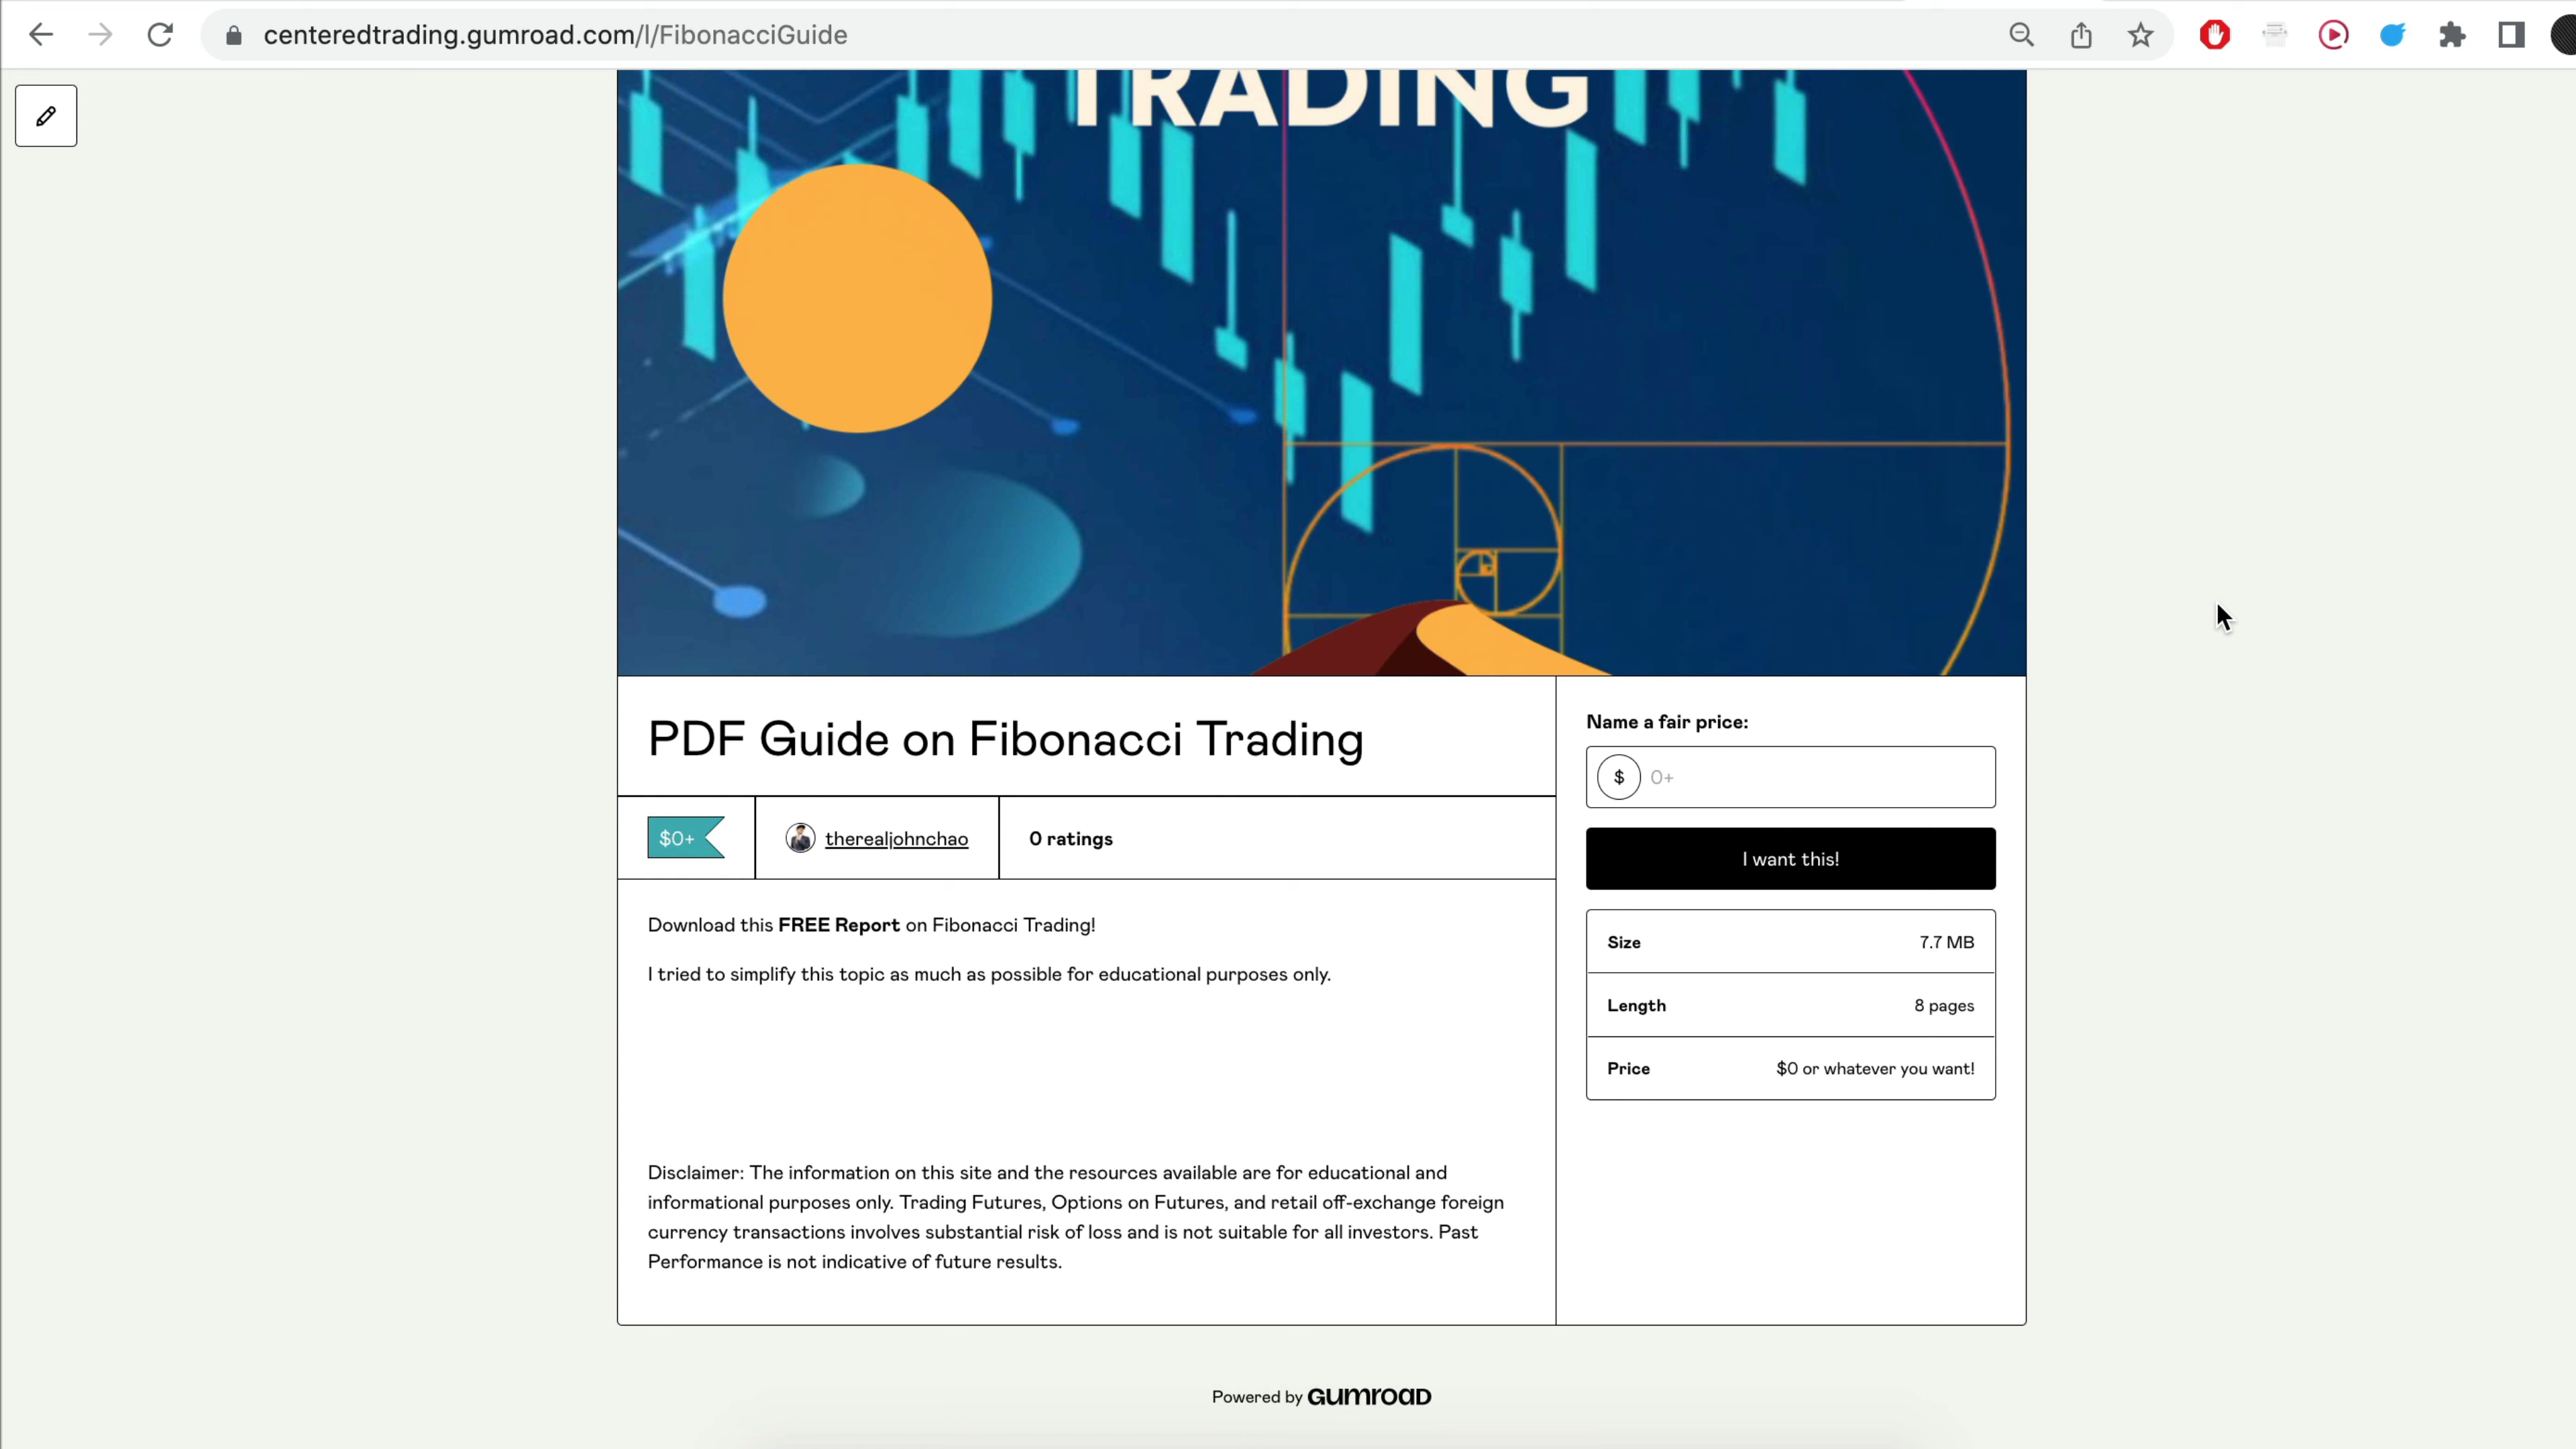 centeredtrading.gumroad.com/l/FibonacciGuide
TRADING
PDF Guide on Fibonacci Trading
$0+
therealjohnchao
0 ratings
Download this FREE Report on Fibonacci Trading!
I tried to simplify this topic as much as possible for educational purposes only.
Disclaimer: The information on this site and the resources available are for educational and
informational purposes only. Trading Futures, Options on Futures, and retail off-exchange foreign
currency transactions involves substantial risk of loss and is not suitable for all investors. Past
Performance is not indicative of future results.
Name a fair price:
$ 0+
I want this!
Size 7.7 MB
Length 8 pages
Price $0 or whatever you want!
Powered by GUMROAD